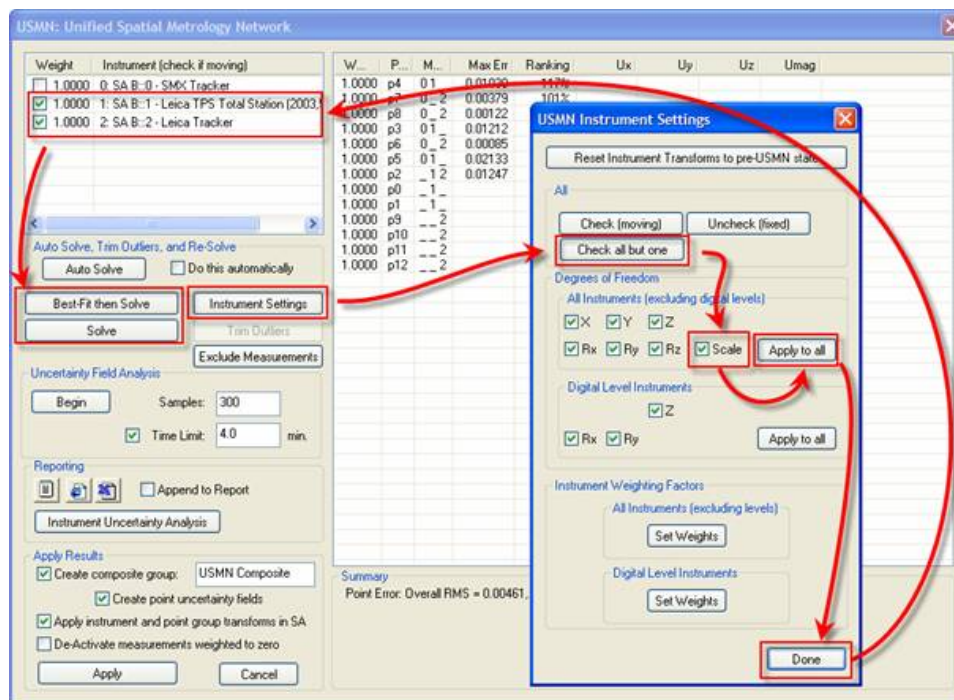 USMN: Unified Spatial Metrology Network
Weight Instrument (check if moving)
1.0000 0: SA B::0 - SMX Tracker
1.0000 1: SA B::1 - Leica TPS Total Station (2003,
1.0000 2: SA B::2 - Leica Tracker
Auto Solve, Trim Outliers, and Re-Solve
Auto Solve Do this automatically
Best-Fit then Solve Instrument Settings
Solve Trim Outliers
Exclude Measurements
Uncertainty Field Analysis
Begin Samples: 300
Time Limit: 4.0 min.
Reporting
Append to Report
Instrument Uncertainty Analysis
Apply Results
Create composite group: USMN Composite
Create point uncertainty fields
Apply instrument and point group transforms in SA
De-Activate measurements weighted to zero
Apply Cancel
W... P... M... Max Err Ranking Ux Uy Uz Umag
1.0000 p4 0 1 _ 0.01030 117%
1.0000 p7 0 _ 2 0.00379 101%
1.0000 p8 0 _ 2 0.00122
1.0000 p3 0 1 _ 0.01212
1.0000 p6 0 _ 2 0.00085
1.0000 p5 0 1 _ 0.02133
1.0000 p2 _ 1 2 0.01247
1.0000 p0 _ 1 _
1.0000 p1 _ 1 _
1.0000 p9 _ _ 2
1.0000 p10 _ _ 2
1.0000 p11 _ _ 2
1.0000 p12 _ _ 2
Summary
Point Error: Overall RMS = 0.00461,
USMN Instrument Settings
Reset Instrument Transforms to pre-USMN state
All
Check (moving) Uncheck (fixed)
Check all but one
Degrees of Freedom
All Instruments (excluding digital levels)
X Y Z
Rx Ry Rz Scale Apply to all
Digital Level Instruments
Z
Rx Ry Apply to all
Instrument Weighting Factors
All Instruments (excluding levels)
Set Weights
Digital Level Instruments
Set Weights
Done